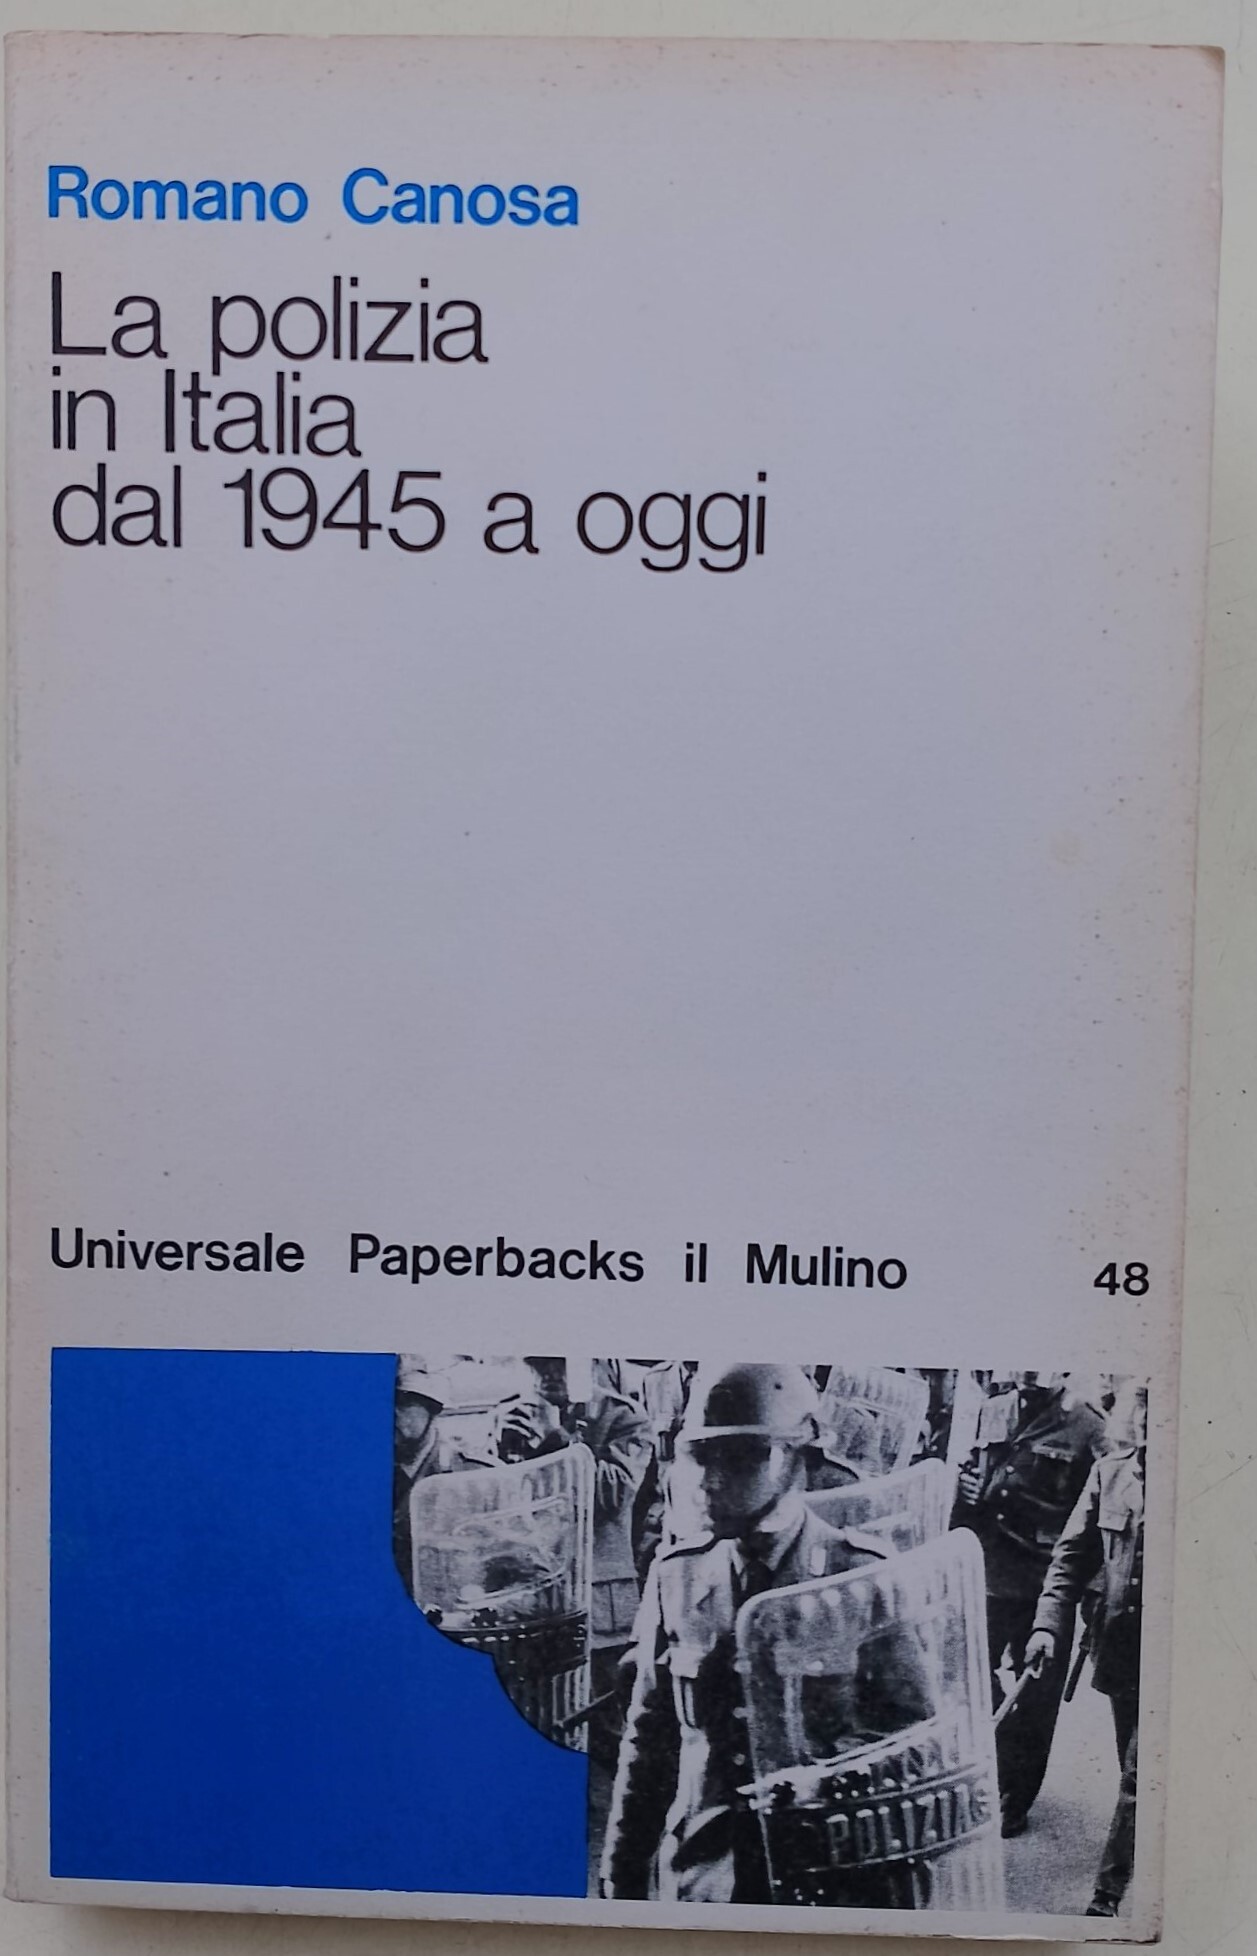 Romano Canosa
La polizia
in Italia
dal 1945 a oggi
Universale Paperbacks il Mulino 48
POLIZIA